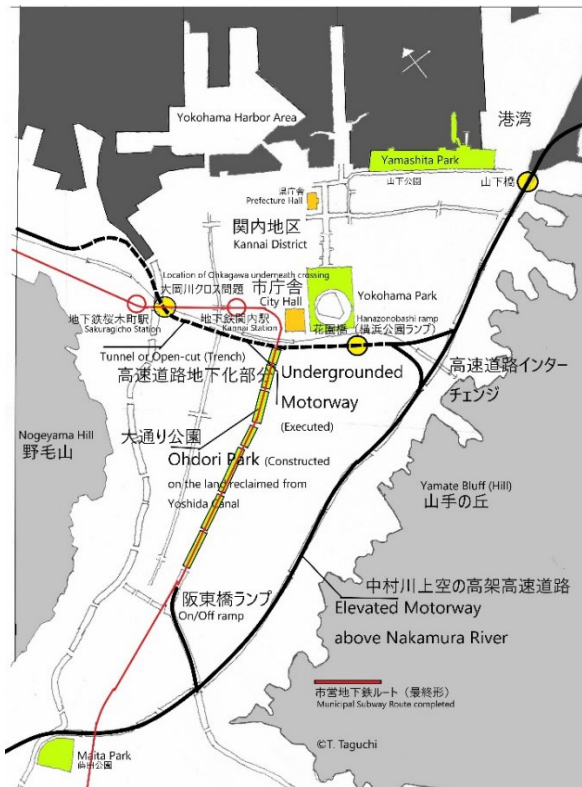 港湾
Yokohama Harbor Area
Yamashita Park
山下公園
山下橋
県庁舎
Prefecture Hall
関内地区
Kannai District
Location of Ohkagawa underneath crossing
大岡川クロス問題
市庁舎
City Hall
Yokohama Park
地下鉄桜木町駅
Sakuragicho Station
地下鉄関内駅
Kannai Station
Hanazonobashi ramp
花園橋（横浜公園ランプ）
Tunnel or Open-cut (Trench)
高速道路地下化部分
Undergrounded
Motorway
(Executed)
高速道路インター
チェンジ
大通り公園
Ohdori Park (Constructed
on the land reclaimed from
Yoshida Canal
Nogeyama Hill
野毛山
Yamate Bluff (Hill)
山手の丘
阪東橋ランプ
On/Off ramp
中村川上空の高架高速道路
Elevated Motorway
above Nakamura River
市営地下鉄ルート（最終形）
Municipal Subway Route completed
©T. Taguchi
Maita Park
蒔田公園